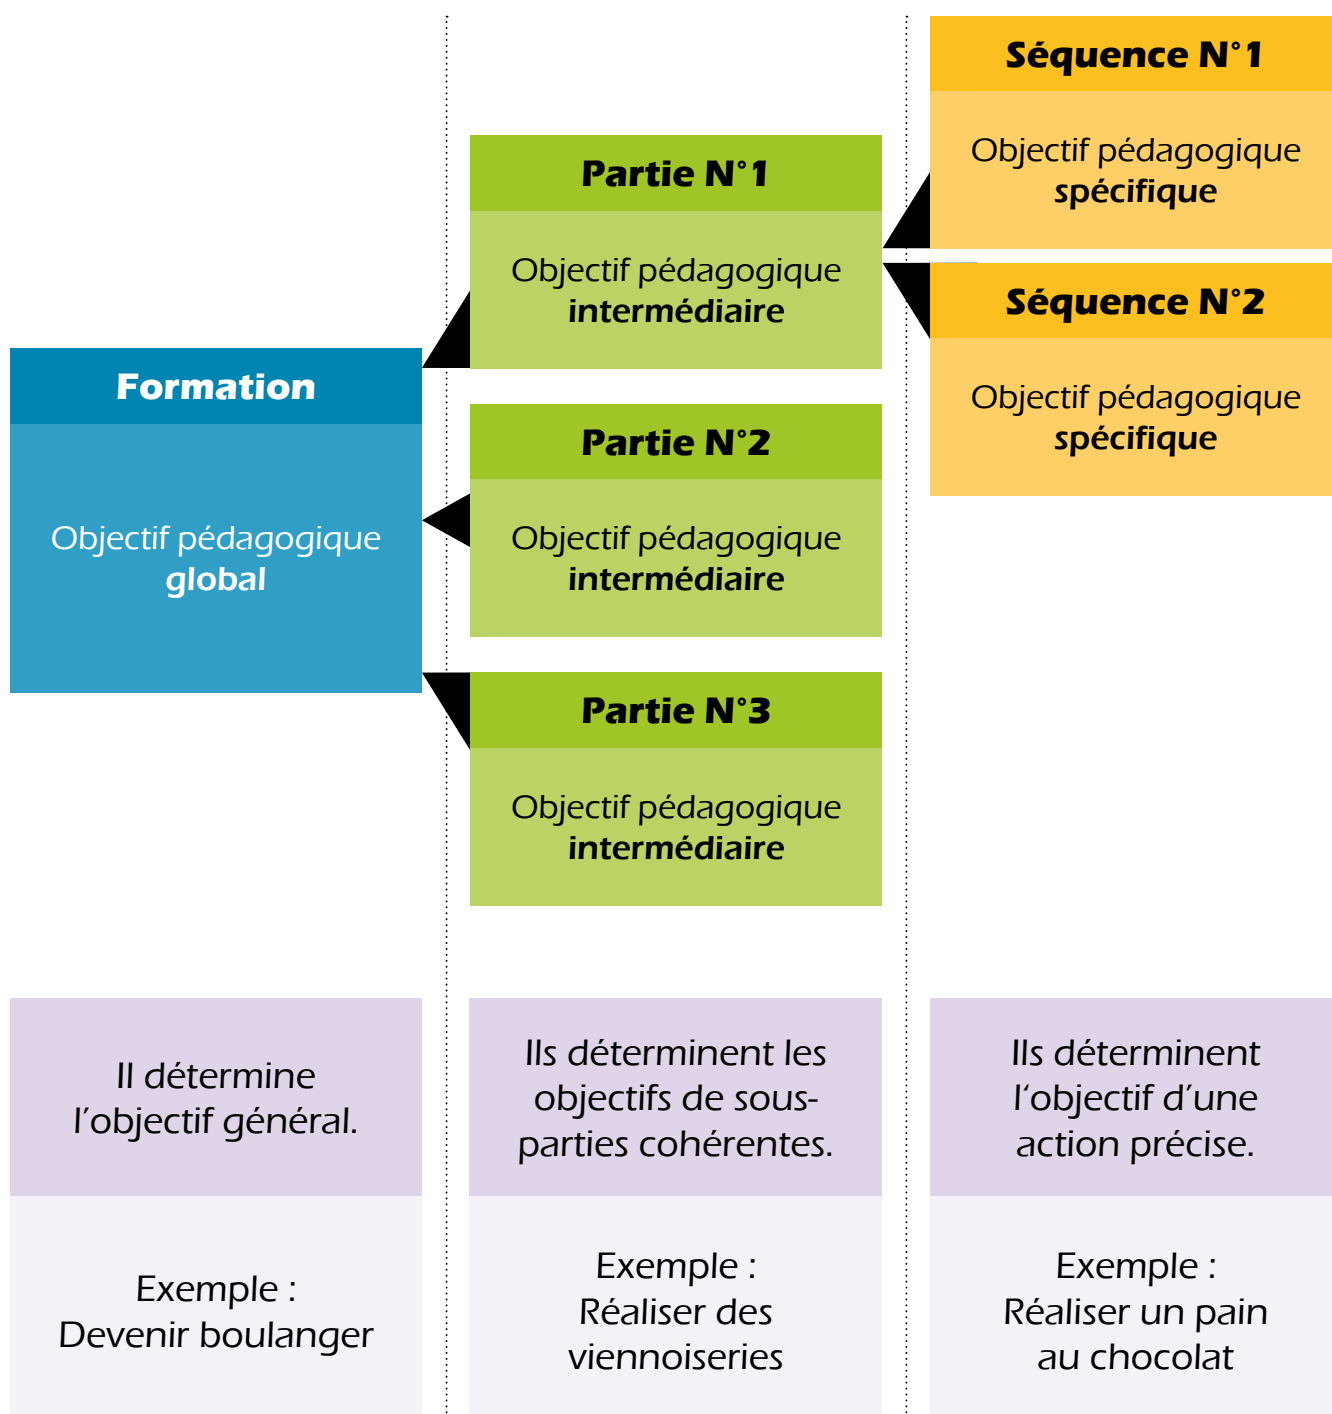 Formation
Objectif pédagogique
global
Partie N°1
Objectif pédagogique
intermédiaire
Partie N°2
Objectif pédagogique
intermédiaire
Partie N°3
Objectif pédagogique
intermédiaire
Séquence N°1
Objectif pédagogique
spécifique
Séquence N°2
Objectif pédagogique
spécifique
Il détermine
l’objectif général.
Exemple :
Devenir boulanger
Ils déterminent les
objectifs de sous-
parties cohérentes.
Exemple :
Réaliser des
viennoiseries
Ils déterminent
l‘objectif d’une
action précise.
Exemple :
Réaliser un pain
au chocolat